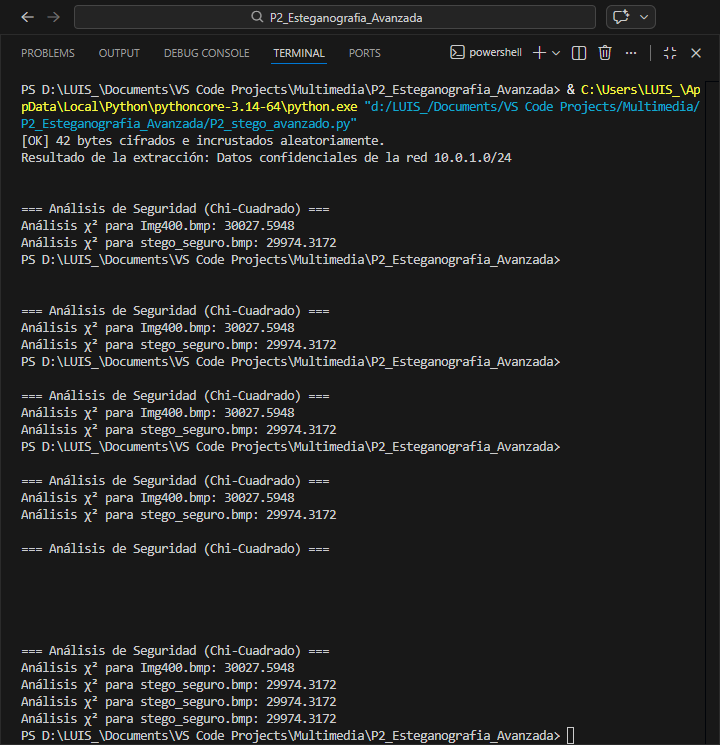 P2_Esteganografia_Avanzada
PROBLEMS OUTPUT DEBUG CONSOLE TERMINAL PORTS powershell
PS D:\LUIS_\Documents\VS Code Projects\Multimedia\P2_Esteganografia_Avanzada> & C:\Users\LUIS_\Ap
pData\Local\Python\pythoncore-3.14-64\python.exe "d:/LUIS_/Documents/VS Code Projects/Multimedia/
P2_Esteganografia_Avanzada/P2_stego_avanzado.py"
[OK] 42 bytes cifrados e incrustados aleatoriamente.
Resultado de la extracción: Datos confidenciales de la red 10.0.1.0/24
=== Análisis de Seguridad (Chi-Cuadrado) ===
Análisis χ² para Img400.bmp: 30027.5948
Análisis χ² para stego_seguro.bmp: 29974.3172
PS D:\LUIS_\Documents\VS Code Projects\Multimedia\P2_Esteganografia_Avanzada>
=== Análisis de Seguridad (Chi-Cuadrado) ===
Análisis χ² para Img400.bmp: 30027.5948
Análisis χ² para stego_seguro.bmp: 29974.3172
PS D:\LUIS_\Documents\VS Code Projects\Multimedia\P2_Esteganografia_Avanzada>
=== Análisis de Seguridad (Chi-Cuadrado) ===
Análisis χ² para Img400.bmp: 30027.5948
Análisis χ² para stego_seguro.bmp: 29974.3172
PS D:\LUIS_\Documents\VS Code Projects\Multimedia\P2_Esteganografia_Avanzada>
=== Análisis de Seguridad (Chi-Cuadrado) ===
Análisis χ² para Img400.bmp: 30027.5948
Análisis χ² para stego_seguro.bmp: 29974.3172
=== Análisis de Seguridad (Chi-Cuadrado) ===
=== Análisis de Seguridad (Chi-Cuadrado) ===
Análisis χ² para Img400.bmp: 30027.5948
Análisis χ² para stego_seguro.bmp: 29974.3172
Análisis χ² para stego_seguro.bmp: 29974.3172
Análisis χ² para stego_seguro.bmp: 29974.3172
PS D:\LUIS_\Documents\VS Code Projects\Multimedia\P2_Esteganografia_Avanzada>